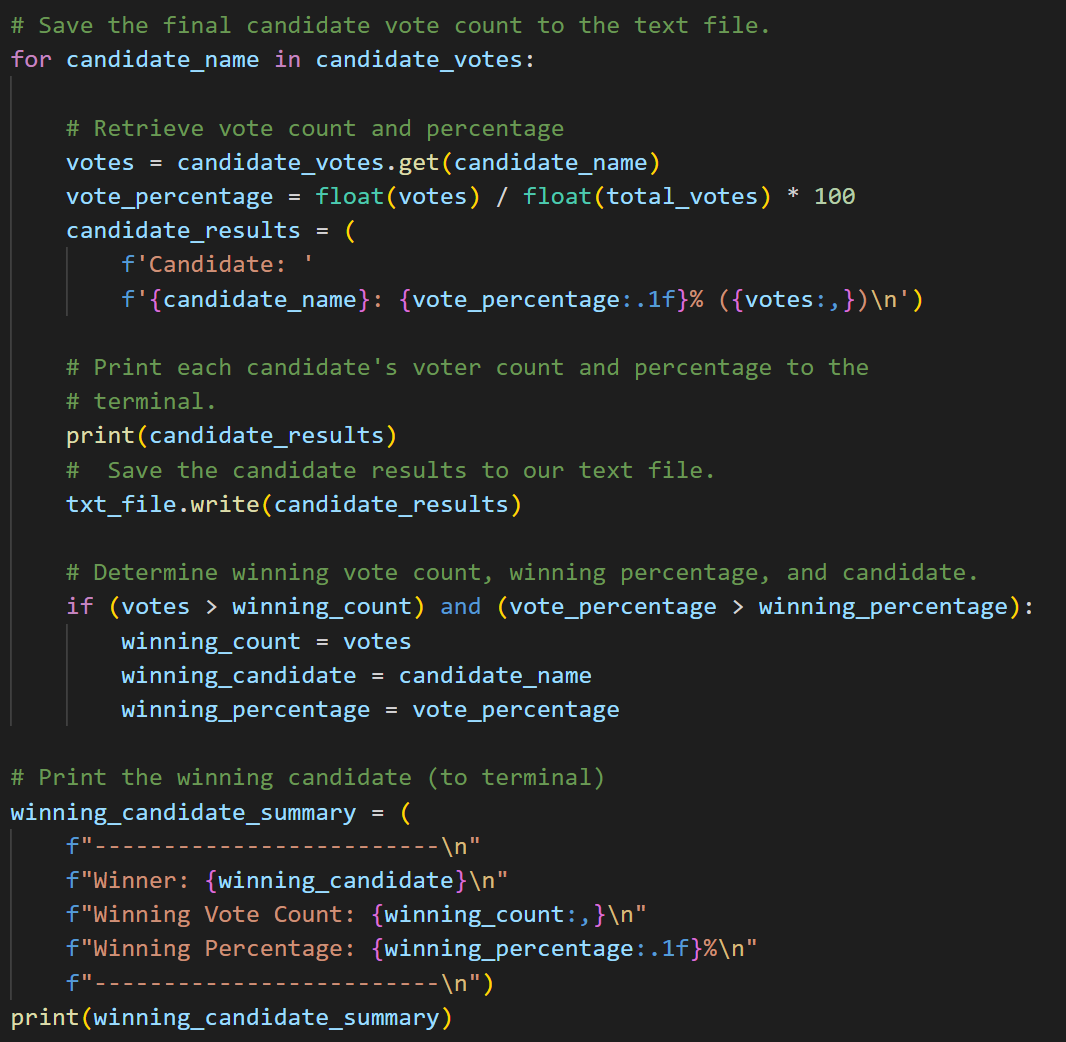 # Save the final candidate vote count to the text file.
for candidate_name in candidate_votes:

    # Retrieve vote count and percentage
    votes = candidate_votes.get(candidate_name)
    vote_percentage = float(votes) / float(total_votes) * 100
    candidate_results = (
        f'Candidate: '
        f'{candidate_name}: {vote_percentage:.1f}% ({votes:,})\n')

    # Print each candidate's voter count and percentage to the
    # terminal.
    print(candidate_results)
    #  Save the candidate results to our text file.
    txt_file.write(candidate_results)

    # Determine winning vote count, winning percentage, and candidate.
    if (votes > winning_count) and (vote_percentage > winning_percentage):
        winning_count = votes
        winning_candidate = candidate_name
        winning_percentage = vote_percentage

# Print the winning candidate (to terminal)
winning_candidate_summary = (
    f"-------------------------\n"
    f"Winner: {winning_candidate}\n"
    f"Winning Vote Count: {winning_count:,}\n"
    f"Winning Percentage: {winning_percentage:.1f}%\n"
    f"-------------------------\n")
print(winning_candidate_summary)